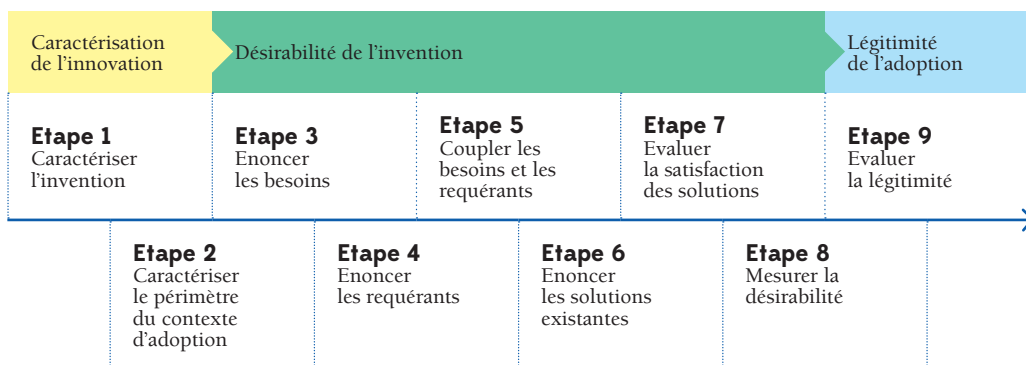 Caractérisation
de l'innovation
Désirabilité de l'invention
Légitimité
de l'adoption
Etape 1
Caractériser
l'invention
Etape 3
Enoncer
les besoins
Etape 5
Coupler les
besoins et les
requérants
Etape 7
Evaluer
la satisfaction
des solutions
Etape 9
Evaluer
la légitimité
Etape 2
Caractériser
le périmètre
du contexte
d'adoption
Etape 4
Enoncer
les requérants
Etape 6
Enoncer
les solutions
existantes
Etape 8
Mesurer la
désirabilité